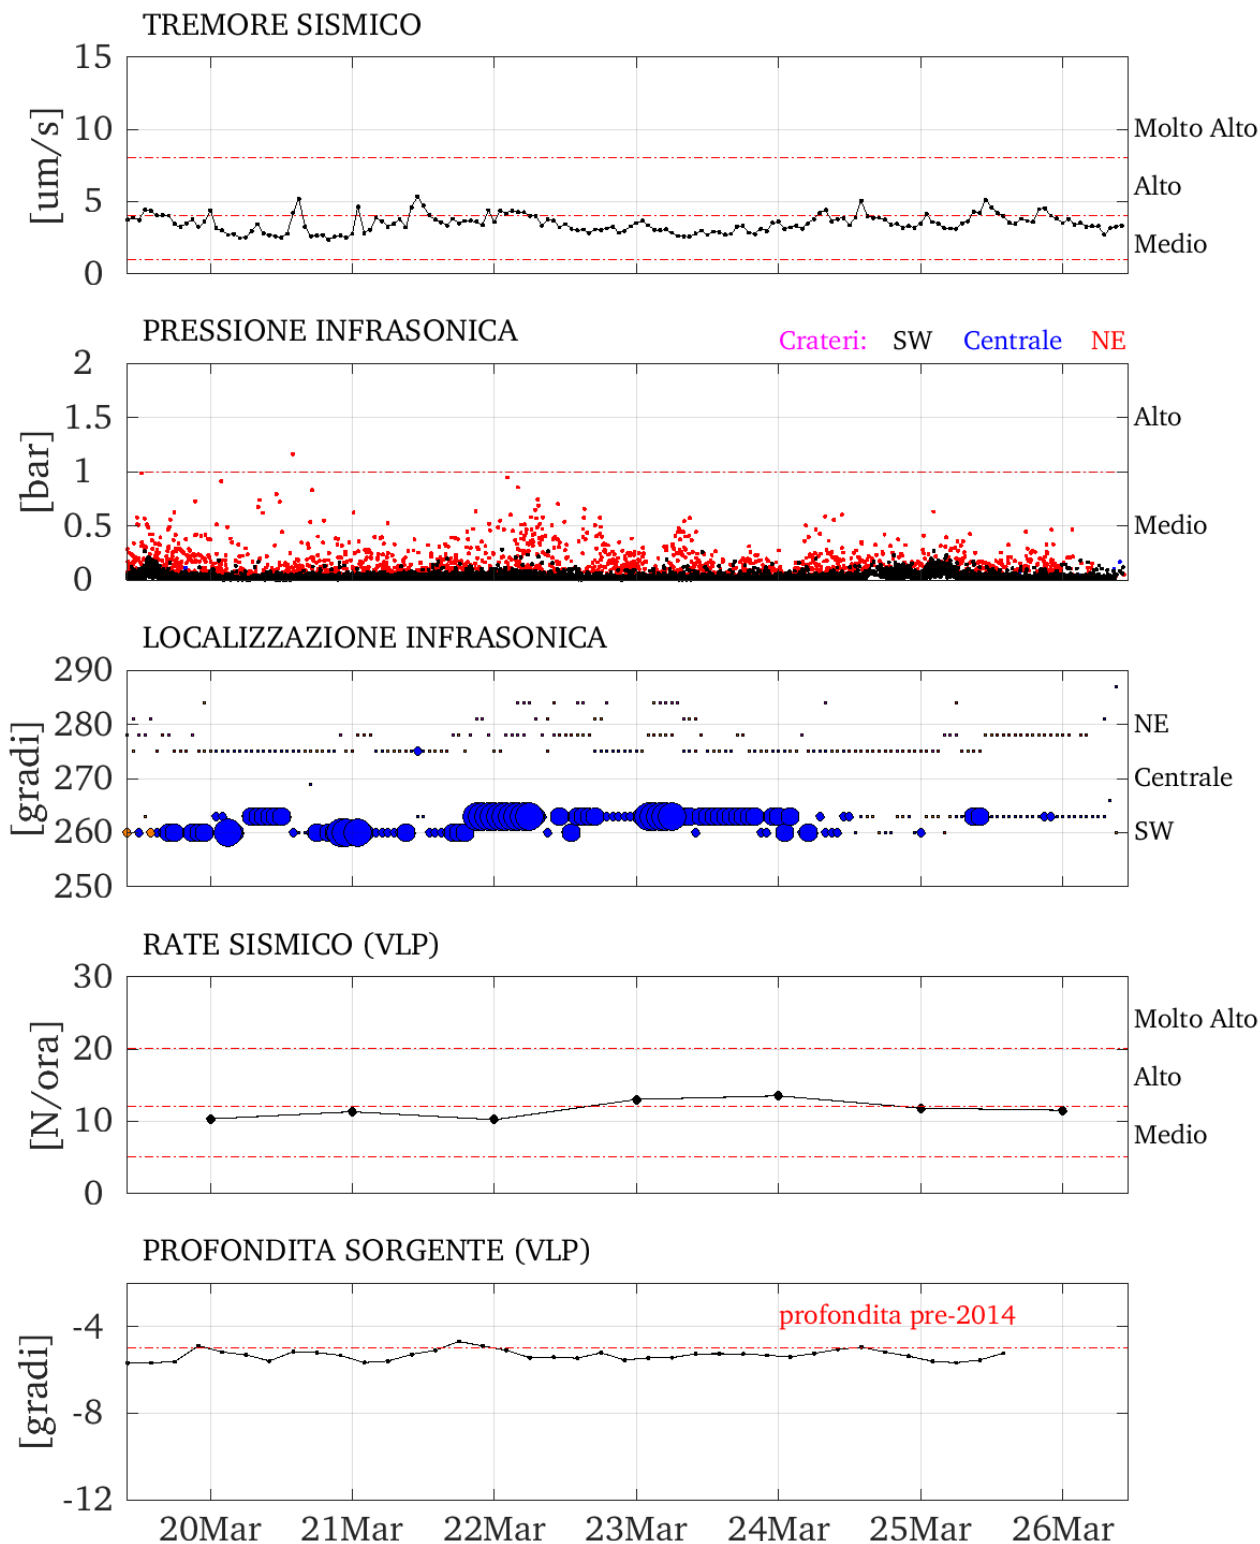 TREMORE SISMICO
15
10
5
0
[um/s]
Molto Alto
Alto
Medio
PRESSIONE INFRASONICA
Crateri: SW Centrale NE
2
1.5
1
0.5
0
[bar]
Alto
Medio
LOCALIZZAZIONE INFRASONICA
290
280
270
260
250
[gradi]
NE
Centrale
SW
RATE SISMICO (VLP)
30
20
10
0
[N/ora]
Molto Alto
Alto
Medio
PROFONDITA SORGENTE (VLP)
profondita pre-2014
-4
-8
-12
[gradi]
20Mar 21Mar 22Mar 23Mar 24Mar 25Mar 26Mar